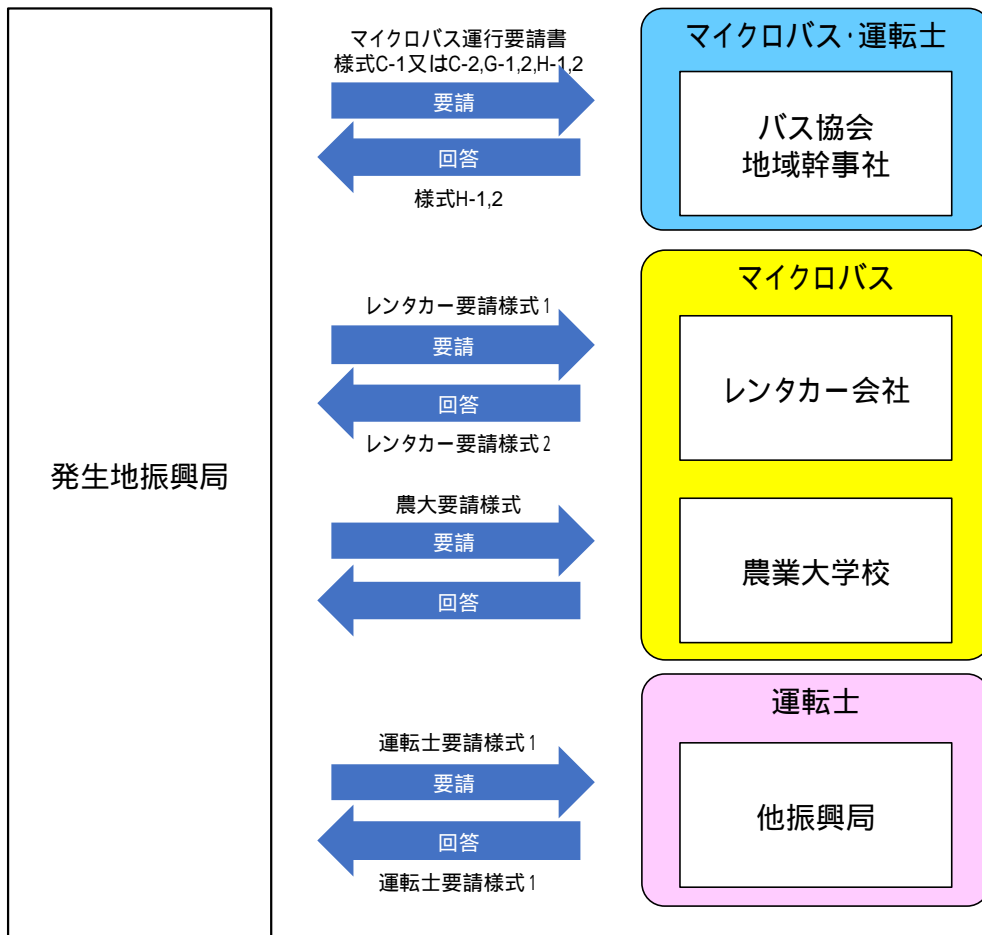 発生地振興局
マイクロバス運行要請書
様式C-1又はC-2,G-1,2,H-1,2
要請
回答
様式H-1,2
マイクロバス・運転士
バス協会
地域幹事社
レンタカー要請様式1
要請
回答
レンタカー要請様式2
マイクロバス
レンタカー会社
農大要請様式
要請
回答
農業大学校
運転士要請様式1
要請
回答
運転士要請様式1
運転士
他振興局